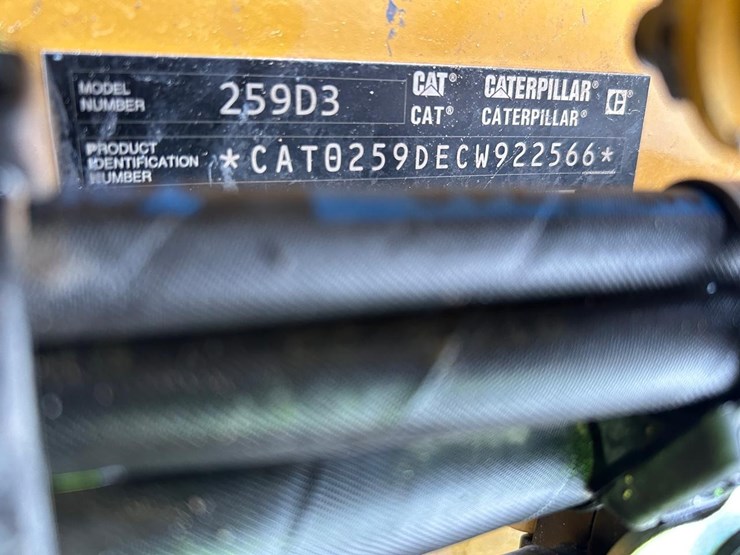 MODEL NUMBER 259D3 CAT® CATERPILLAR®
CAT® CATERPILLAR®
PRODUCT
IDENTIFICATION
NUMBER
*CAT0259DECW922566*